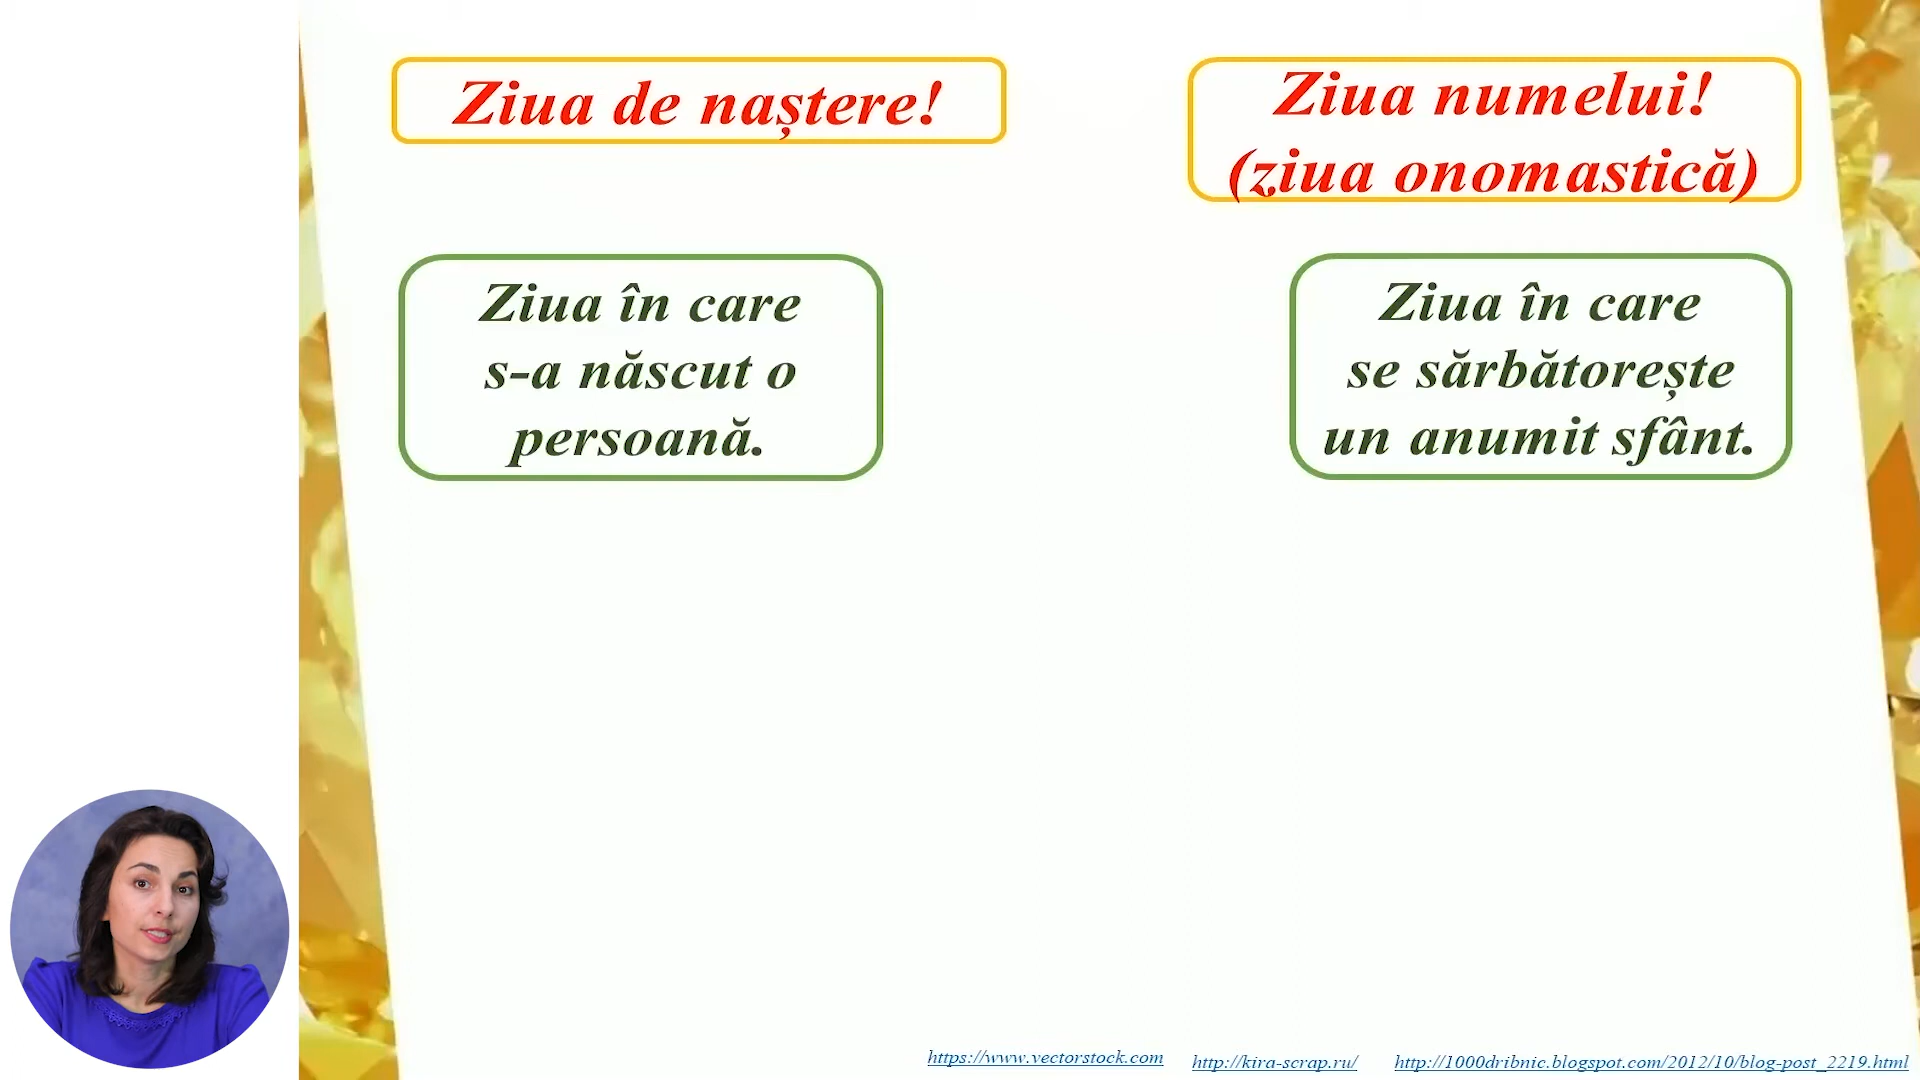 Ziua de naștere!
Ziua numelui!
(ziua onomastică)
Ziua în care
s-a născut o
persoană.
Ziua în care
se sărbătorește
un anumit sfânt.
https://www.vectorstock.com
http://kira-scrap.ru/
http://1000dribnic.blogspot.com/2012/10/blog-post_2219.html